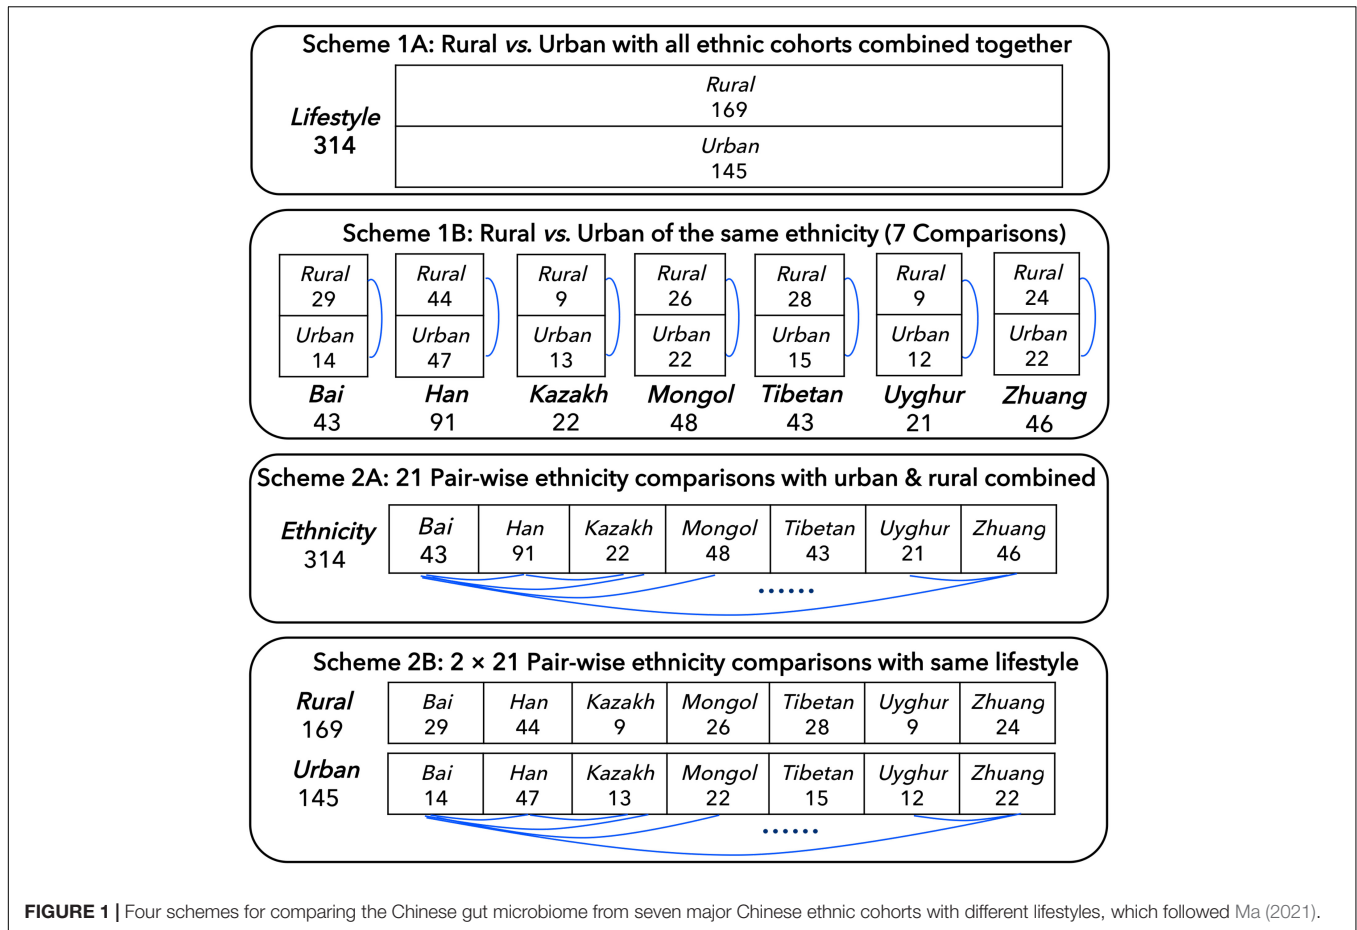 Scheme 1A: Rural vs. Urban with all ethnic cohorts combined together
Lifestyle
314
Rural
169
Urban
145
Scheme 1B: Rural vs. Urban of the same ethnicity (7 Comparisons)
Rural
29
Urban
14
Bai
43
Rural
44
Urban
47
Han
91
Rural
9
Urban
13
Kazakh
22
Rural
26
Urban
22
Mongol
48
Rural
28
Urban
15
Tibetan
43
Rural
9
Urban
12
Uyghur
21
Rural
24
Urban
22
Zhuang
46
Scheme 2A: 21 Pair-wise ethnicity comparisons with urban & rural combined
Ethnicity
314
Bai
43
Han
91
Kazakh
22
Mongol
48
Tibetan
43
Uyghur
21
Zhuang
46
......
Scheme 2B: 2 × 21 Pair-wise ethnicity comparisons with same lifestyle
Rural
169
Bai
29
Han
44
Kazakh
9
Mongol
26
Tibetan
28
Uyghur
9
Zhuang
24
Urban
145
Bai
14
Han
47
Kazakh
13
Mongol
22
Tibetan
15
Uyghur
12
Zhuang
22
......
FIGURE 1 | Four schemes for comparing the Chinese gut microbiome from seven major Chinese ethnic cohorts with different lifestyles, which followed Ma (2021).